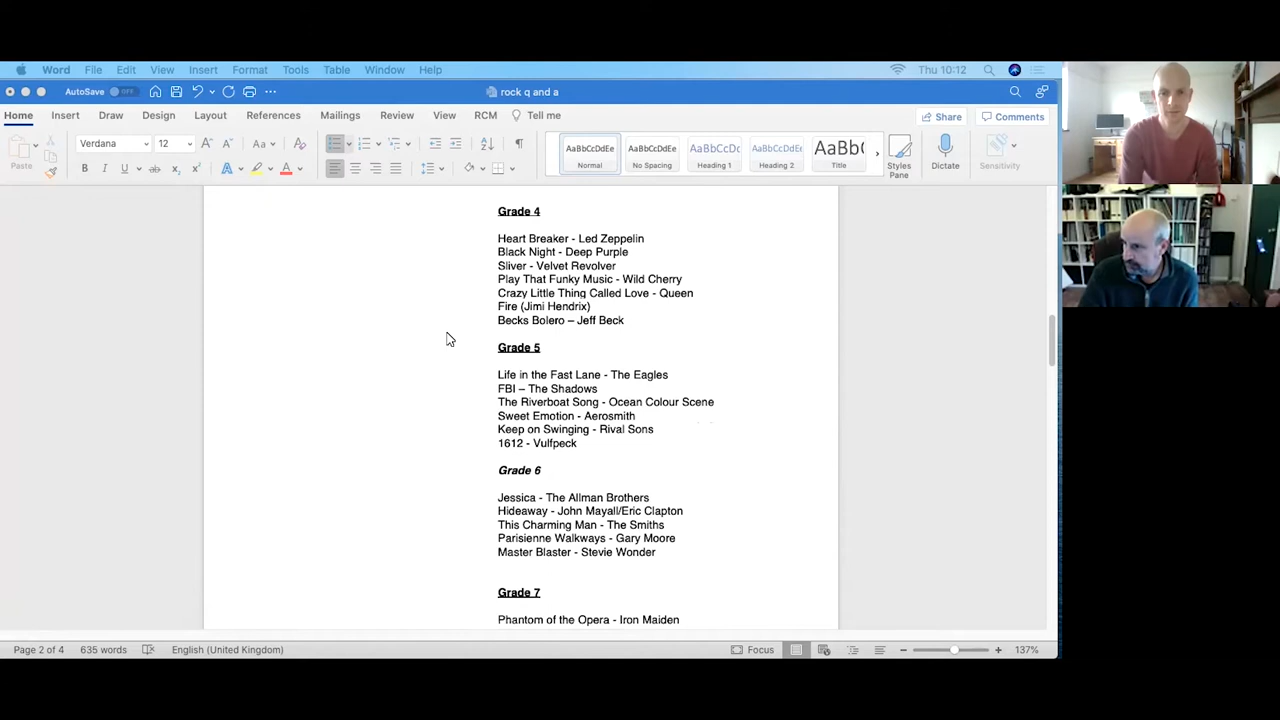 Word File Edit View Insert Format Tools Table Window Help Thu 10:12
AutoSave OFF rock q and a
Home Insert Draw Design Layout References Mailings Review View RCM Tell me Share Comments
Verdana 12 Aa AaBbCcDdEe AaBbCcDdEe AaBbCcDc AaBbCcDdEe AaBb(
Paste B I U ab x₂ x² A A Normal No Spacing Heading 1 Heading 2 Title Styles Pane Dictate Sensitivity
Grade 4
Heart Breaker - Led Zeppelin
Black Night - Deep Purple
Sliver - Velvet Revolver
Play That Funky Music - Wild Cherry
Crazy Little Thing Called Love - Queen
Fire (Jimi Hendrix)
Becks Bolero – Jeff Beck
Grade 5
Life in the Fast Lane - The Eagles
FBI – The Shadows
The Riverboat Song - Ocean Colour Scene
Sweet Emotion - Aerosmith
Keep on Swinging - Rival Sons
1612 - Vulfpeck
Grade 6
Jessica - The Allman Brothers
Hideaway - John Mayall/Eric Clapton
This Charming Man - The Smiths
Parisienne Walkways - Gary Moore
Master Blaster - Stevie Wonder
Grade 7
Phantom of the Opera - Iron Maiden
Page 2 of 4 635 words English (United Kingdom) Focus 137%